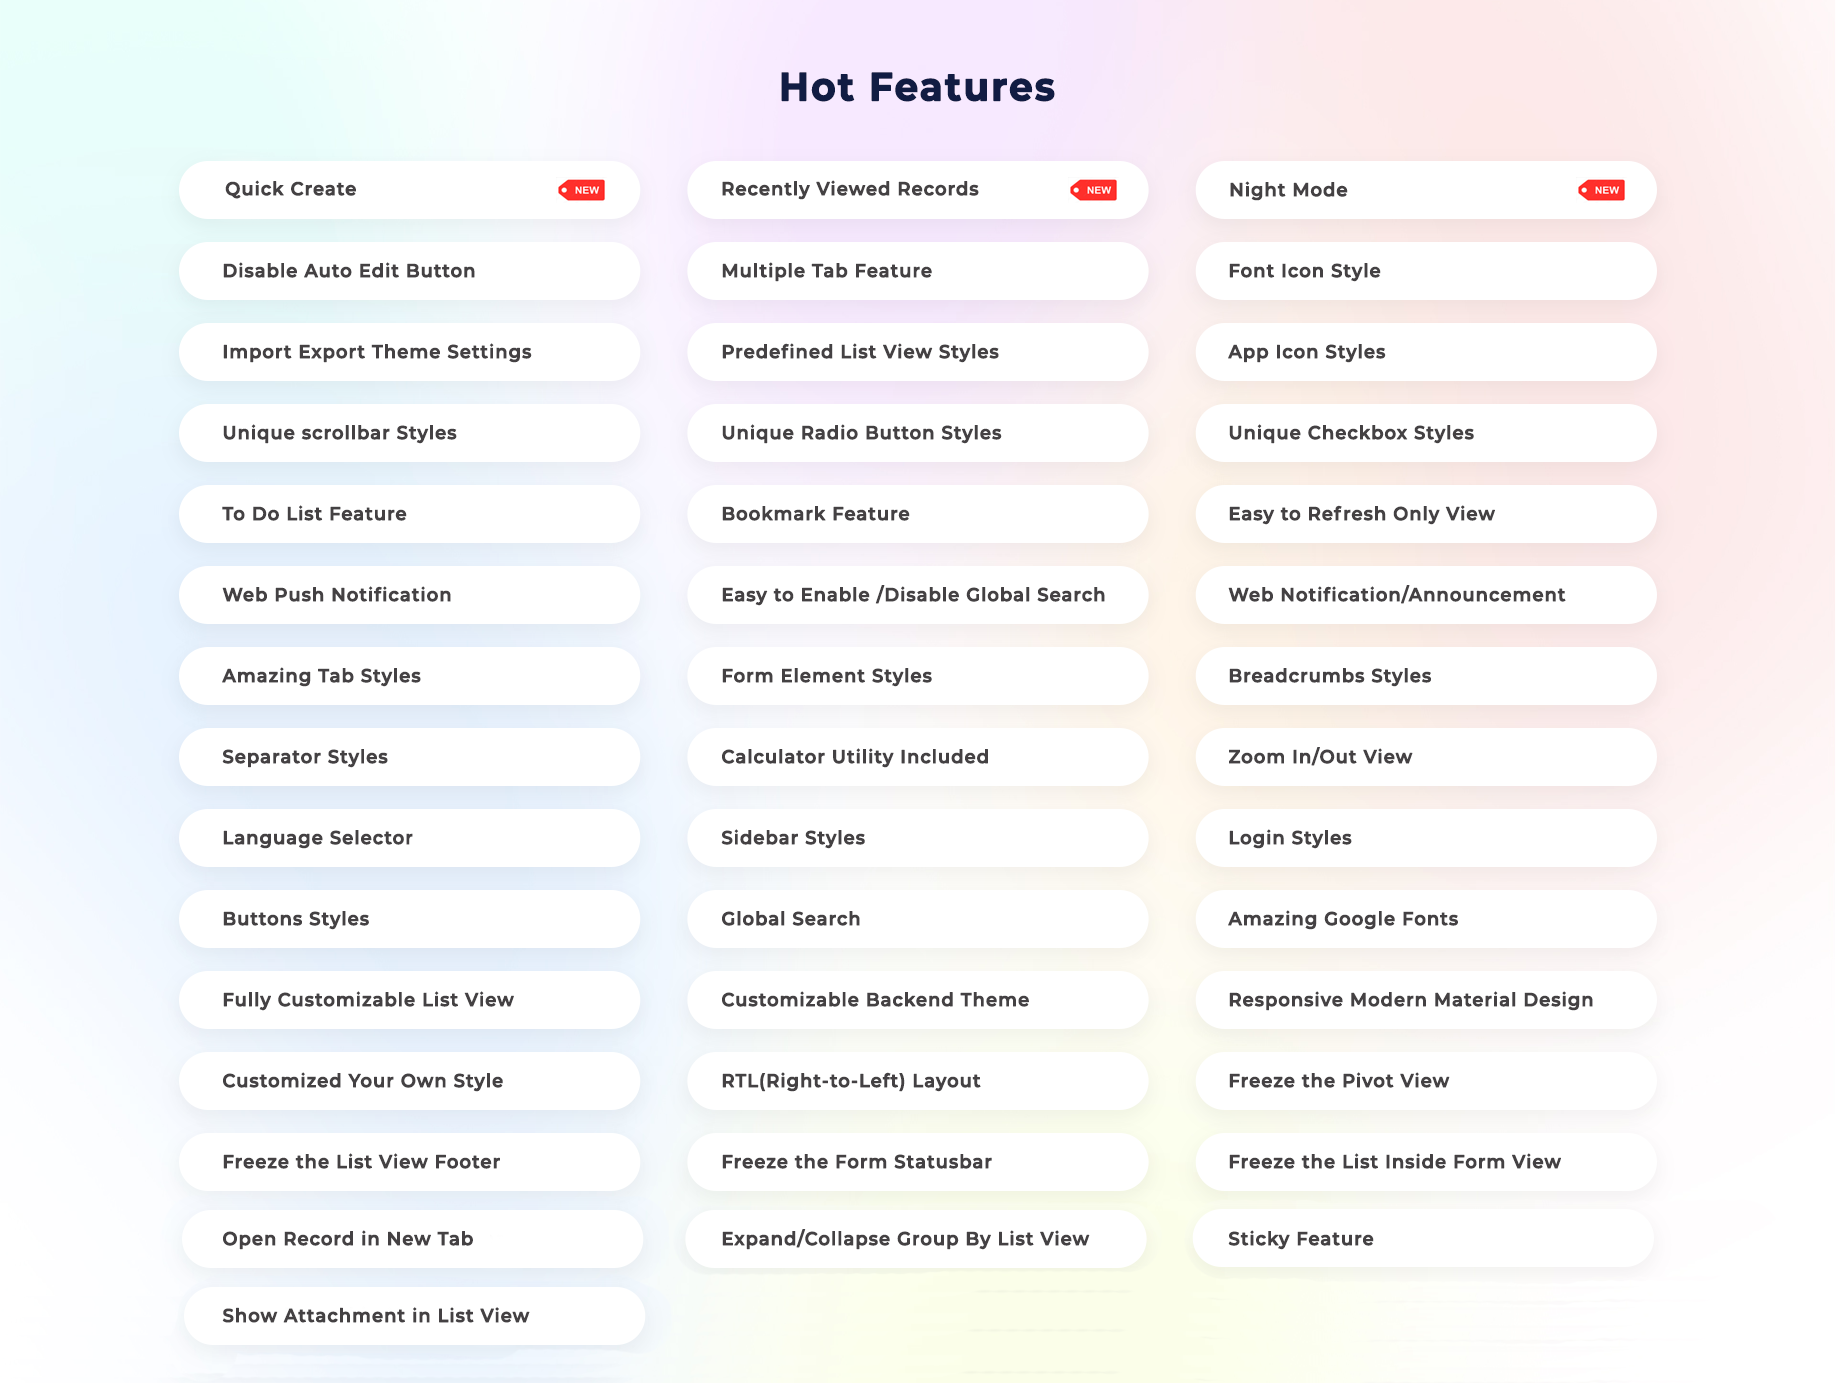 Hot Features
Quick Create NEW
Recently Viewed Records NEW
Night Mode NEW
Disable Auto Edit Button
Multiple Tab Feature
Font Icon Style
Import Export Theme Settings
Predefined List View Styles
App Icon Styles
Unique scrollbar Styles
Unique Radio Button Styles
Unique Checkbox Styles
To Do List Feature
Bookmark Feature
Easy to Refresh Only View
Web Push Notification
Easy to Enable /Disable Global Search
Web Notification/Announcement
Amazing Tab Styles
Form Element Styles
Breadcrumbs Styles
Separator Styles
Calculator Utility Included
Zoom In/Out View
Language Selector
Sidebar Styles
Login Styles
Buttons Styles
Global Search
Amazing Google Fonts
Fully Customizable List View
Customizable Backend Theme
Responsive Modern Material Design
Customized Your Own Style
RTL(Right-to-Left) Layout
Freeze the Pivot View
Freeze the List View Footer
Freeze the Form Statusbar
Freeze the List Inside Form View
Open Record in New Tab
Expand/Collapse Group By List View
Sticky Feature
Show Attachment in List View